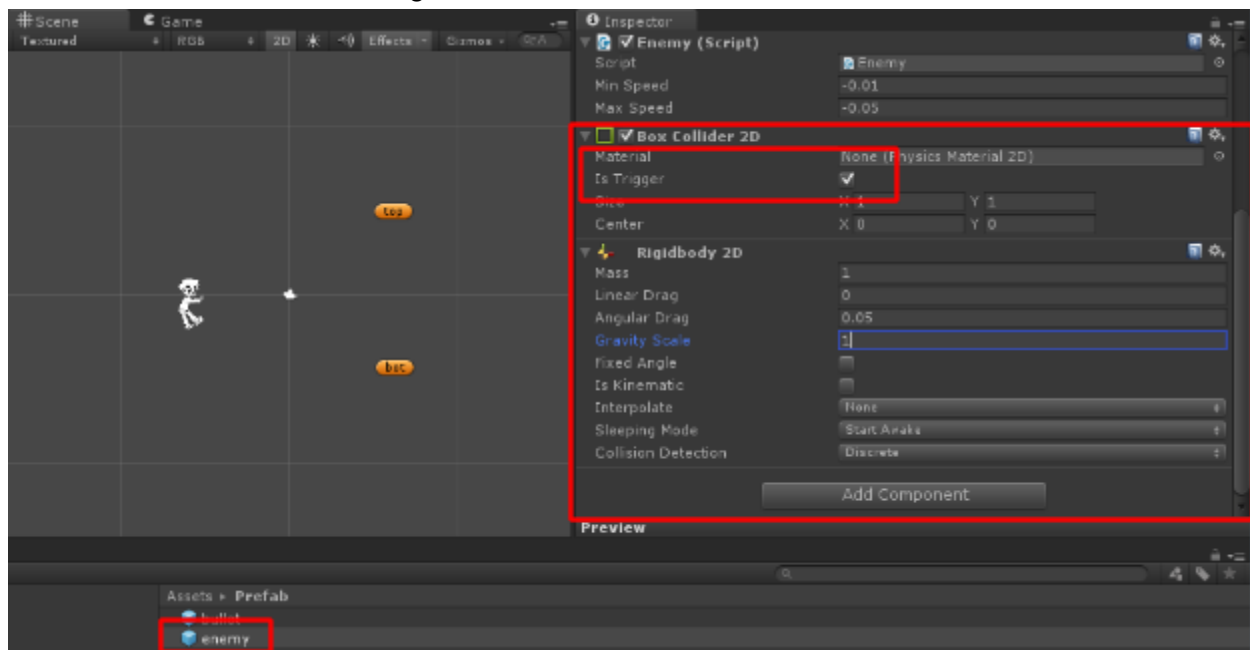 Scene Game
Textured RGB 2D Effects Gizmos
top
bot
Inspector
Enemy (Script)
Script Enemy
Min Speed -0.01
Max Speed -0.05
Box Collider 2D
Material None (Physics Material 2D)
Is Trigger
Size X 1 Y 1
Center X 0 Y 0
Rigidbody 2D
Mass 1
Linear Drag 0
Angular Drag 0.05
Gravity Scale 1
Fixed Angle
Is Kinematic
Interpolate None
Sleeping Mode Start Awake
Collision Detection Discrete
Add Component
Preview
Assets Prefab
bullet
enemy